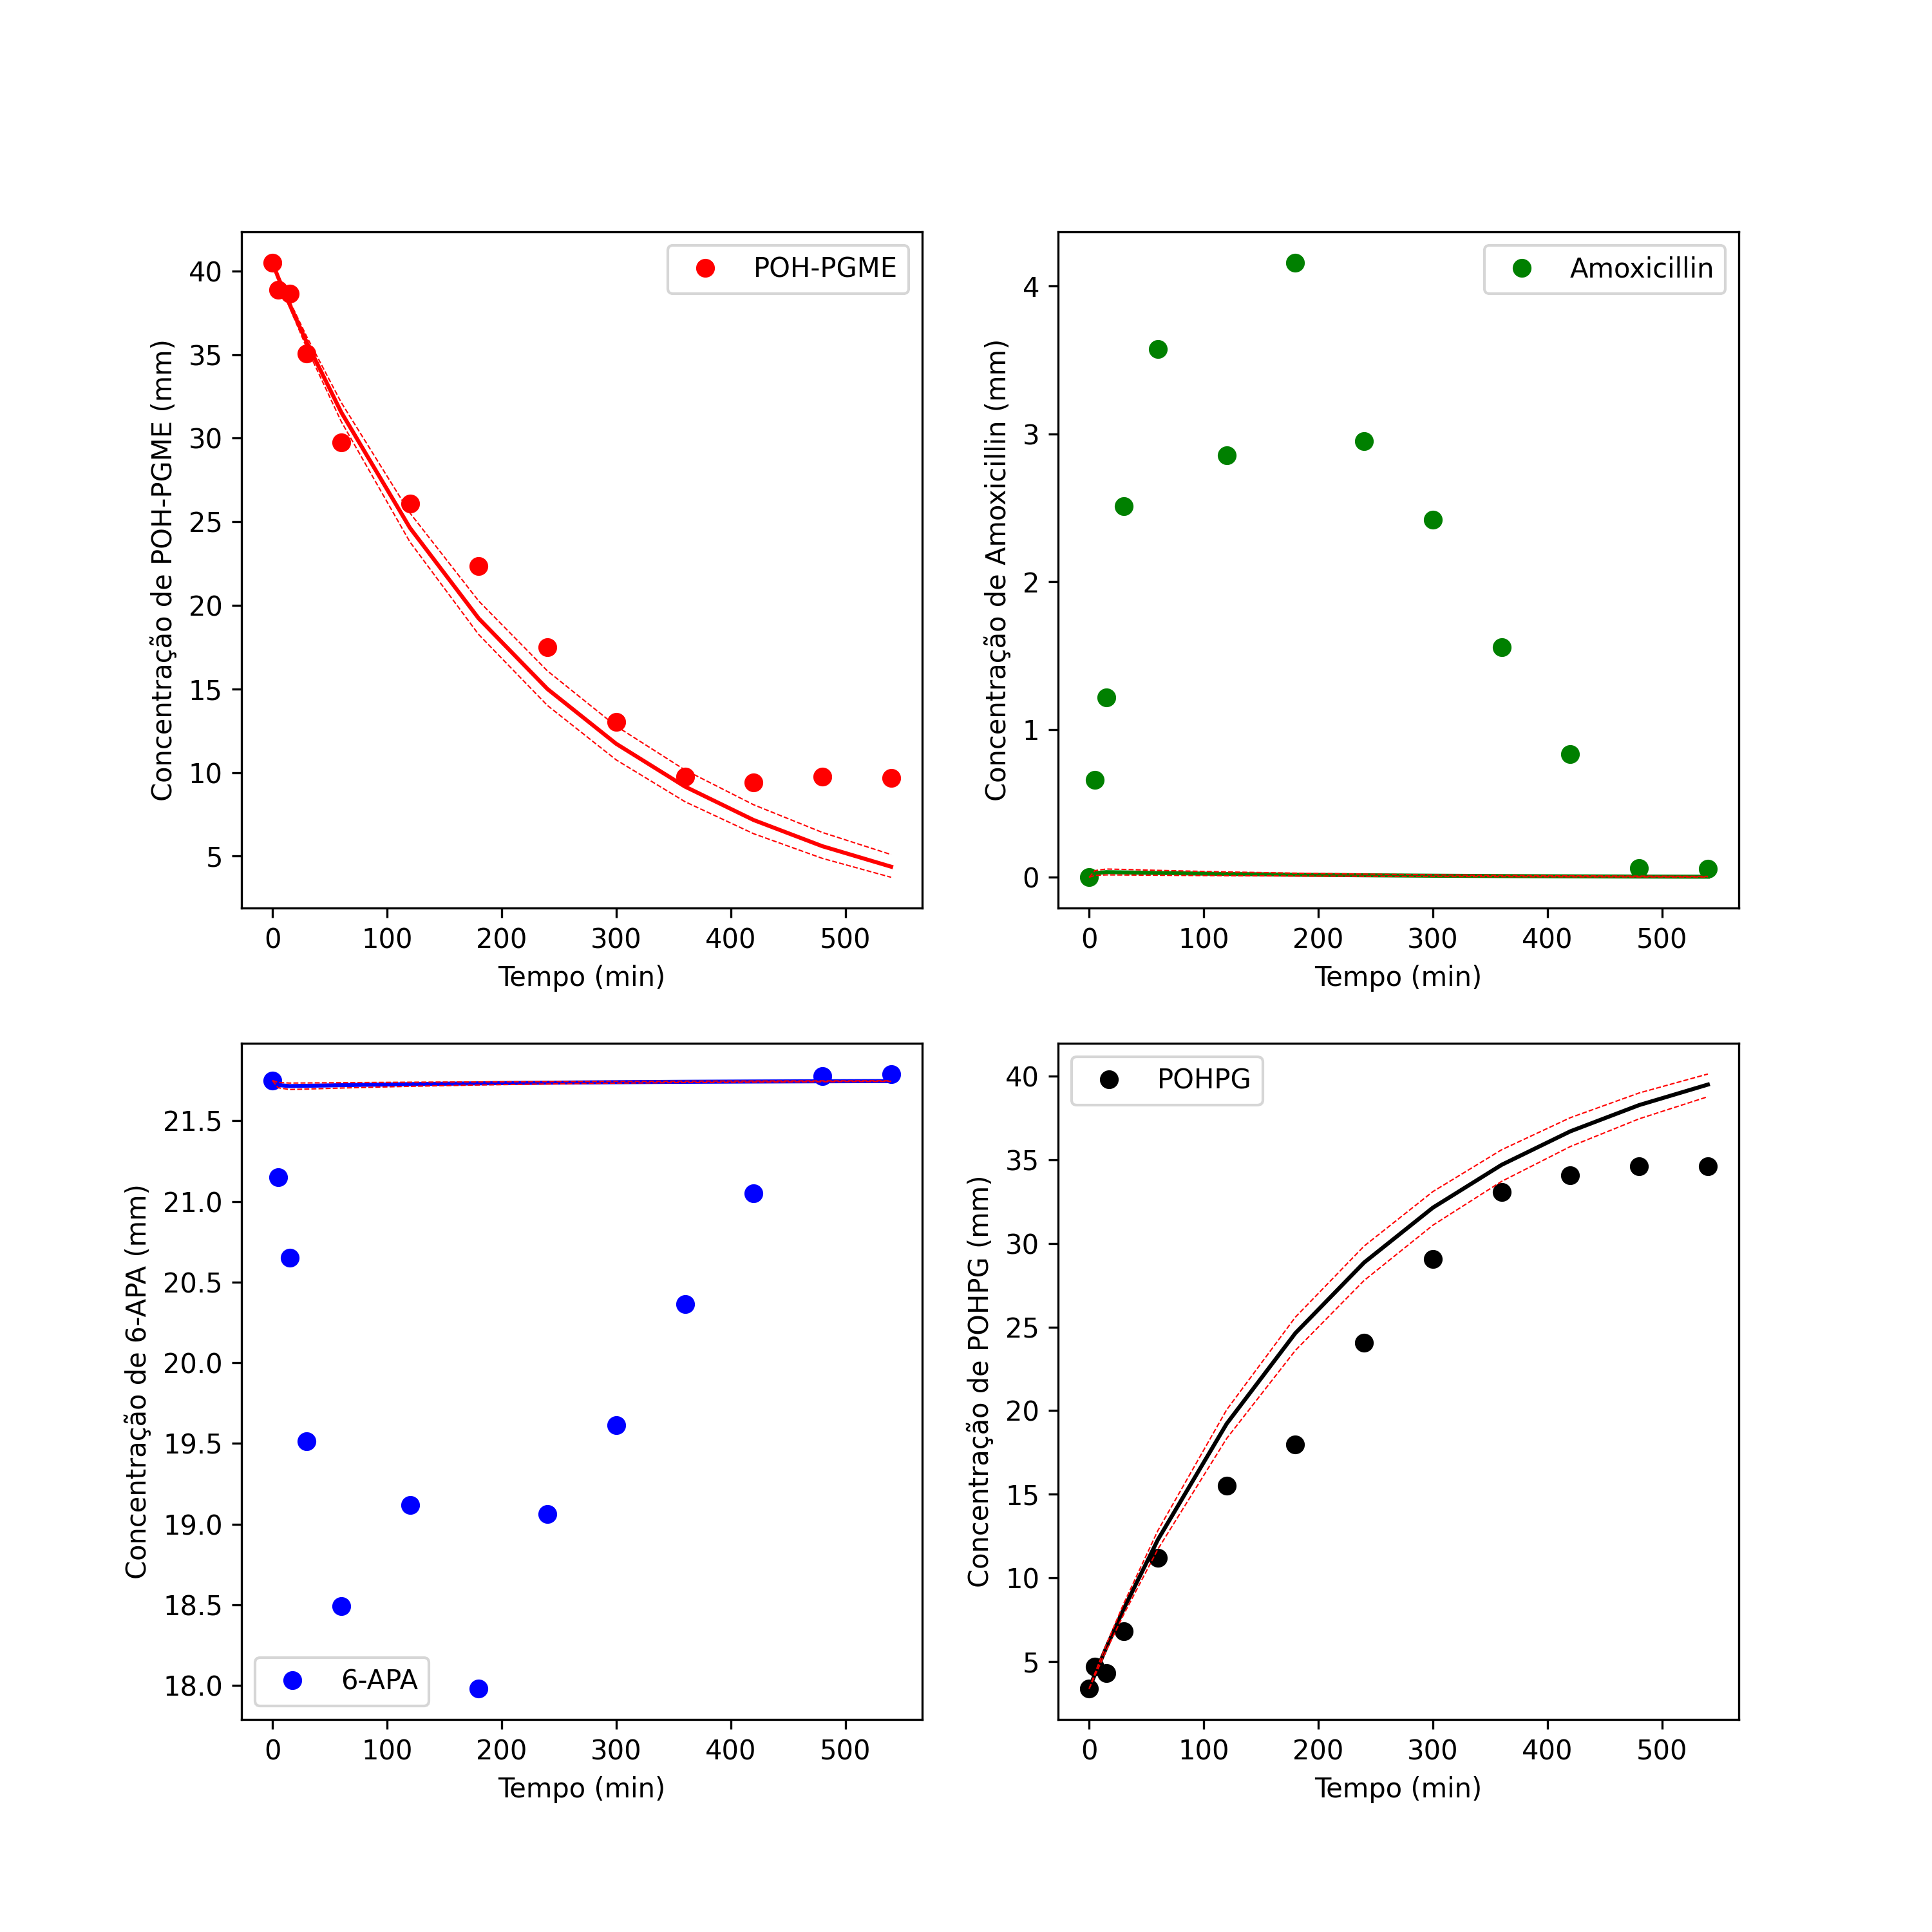 POH-PGME
Concentração de POH-PGME (mm)
40
35
30
25
20
15
10
5
0 100 200 300 400 500
Tempo (min)
Amoxicillin
Concentração de Amoxicillin (mm)
4
3
2
1
0
0 100 200 300 400 500
Tempo (min)
6-APA
Concentração de 6-APA (mm)
21.5
21.0
20.5
20.0
19.5
19.0
18.5
18.0
0 100 200 300 400 500
Tempo (min)
POHPG
Concentração de POHPG (mm)
40
35
30
25
20
15
10
5
0 100 200 300 400 500
Tempo (min)